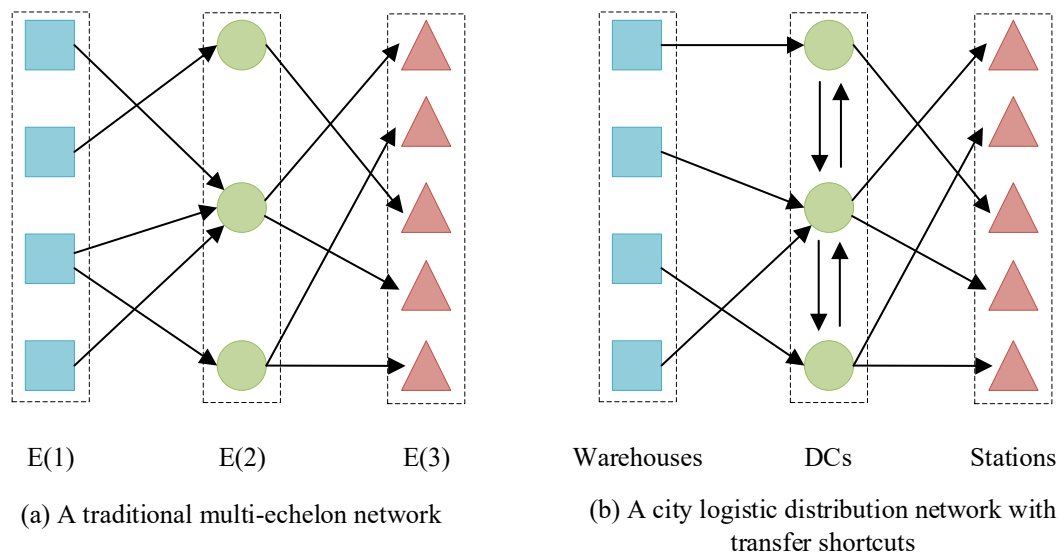 E(1) E(2) E(3)
Warehouses DCs Stations
(a) A traditional multi-echelon network
(b) A city logistic distribution network with
transfer shortcuts